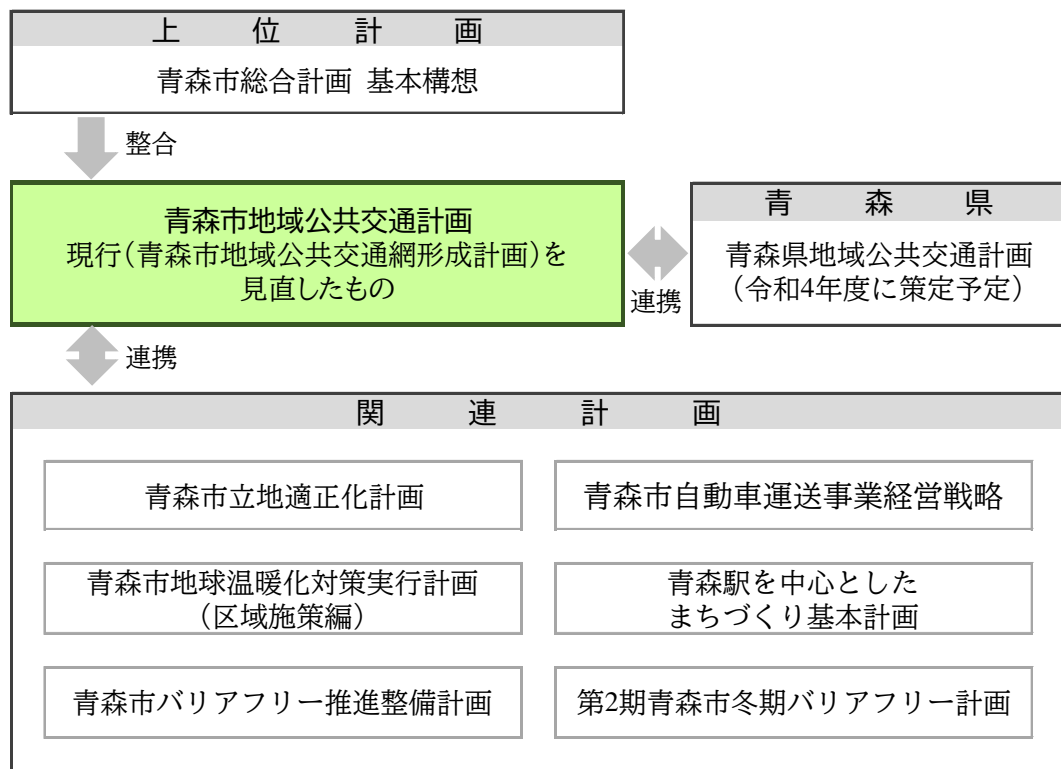 上位計画
青森市総合計画 基本構想
整合
青森市地域公共交通計画
現行(青森市地域公共交通網形成計画)を
見直したもの
連携
青森県
青森県地域公共交通計画
(令和4年度に策定予定)
連携
関連計画
青森市立地適正化計画
青森市自動車運送事業経営戦略
青森市地球温暖化対策実行計画
(区域施策編)
青森駅を中心とした
まちづくり基本計画
青森市バリアフリー推進整備計画
第2期青森市冬期バリアフリー計画